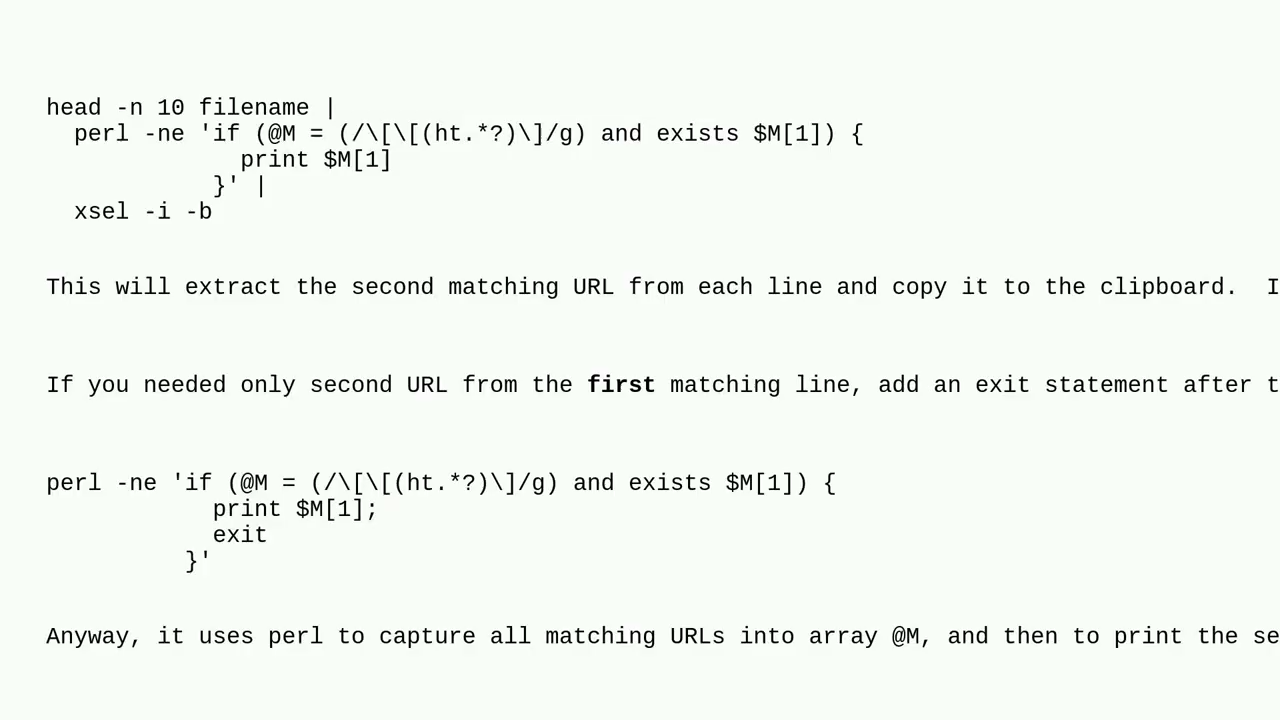 head -n 10 filename |
  perl -ne 'if (@M = (/\[\[(ht.*?)\]/g) and exists $M[1]) {
              print $M[1]
            }' |
  xsel -i -b
This will extract the second matching URL from each line and copy it to the clipboard.
If you needed only second URL from the first matching line, add an exit statement after
perl -ne 'if (@M = (/\[\[(ht.*?)\]/g) and exists $M[1]) {
            print $M[1];
            exit
          }'
Anyway, it uses perl to capture all matching URLs into array @M, and then to print the